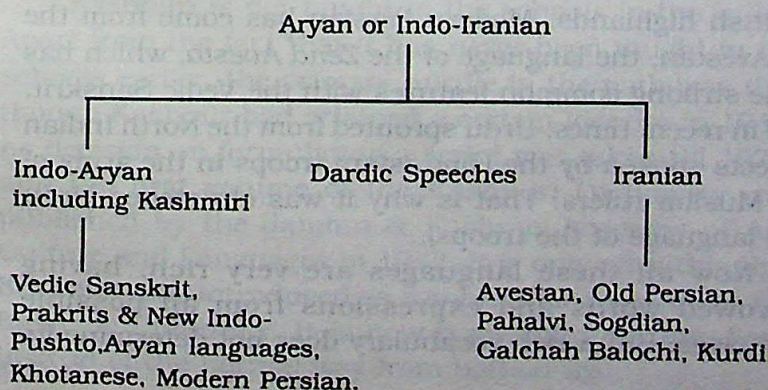 Aryan or Indo-Iranian
Indo-Aryan
including Kashmiri
Dardic Speeches
Iranian
Vedic Sanskrit,
Prakrits & New Indo-
Pushto,Aryan languages,
Khotanese, Modern Persian.
Avestan, Old Persian,
Pahalvi, Sogdian,
Galchah Balochi, Kurdi